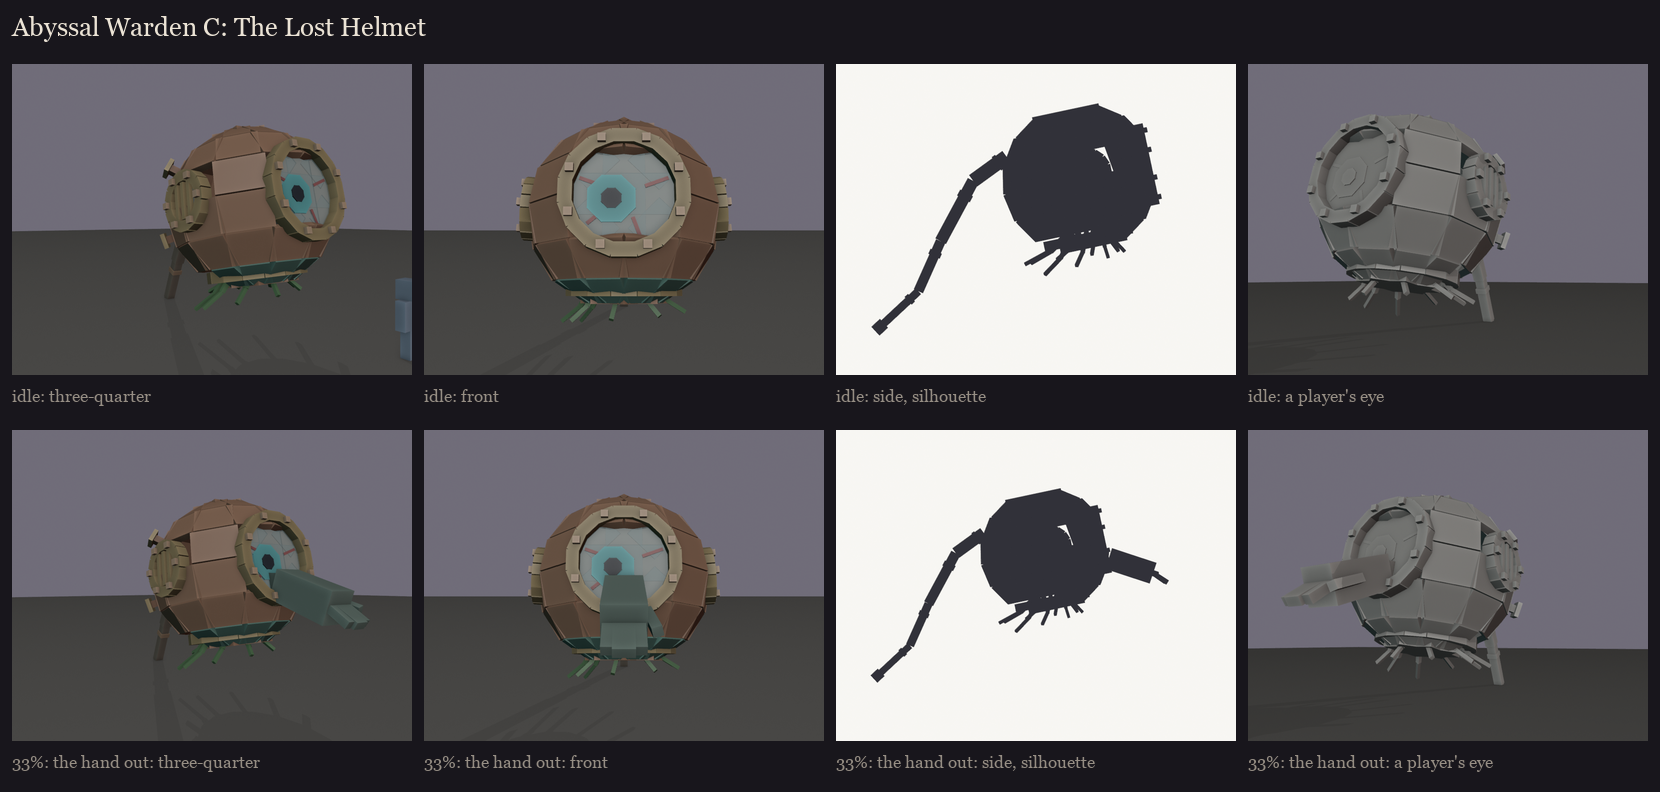 Abyssal Warden C: The Lost Helmet
idle: three-quarter
idle: front
idle: side, silhouette
idle: a player's eye
33%: the hand out: three-quarter
33%: the hand out: front
33%: the hand out: side, silhouette
33%: the hand out: a player's eye